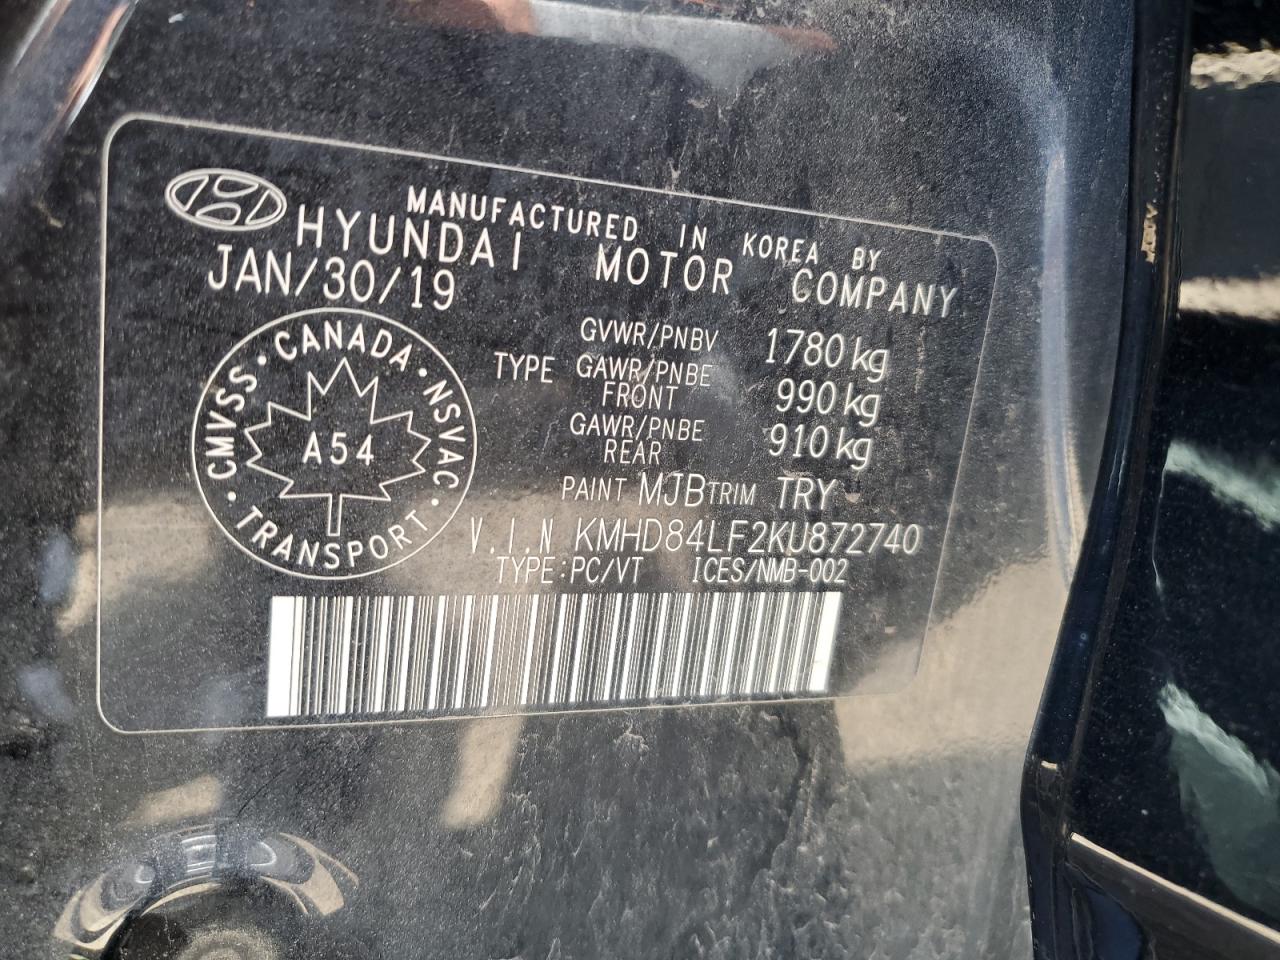 MANUFACTURED IN KOREA BY
HYUNDAI MOTOR COMPANY
JAN/30/19
CMVSS · CANADA · NSVAC · TRANSPORT ·
A54
GVWR/PNBV 1780 kg
TYPE GAWR/PNBE FRONT 990 kg
GAWR/PNBE REAR 910 kg
PAINT MJB TRIM TRY
V.I.N KMHD84LF2KU872740
TYPE:PC/VT ICES/NMB-002